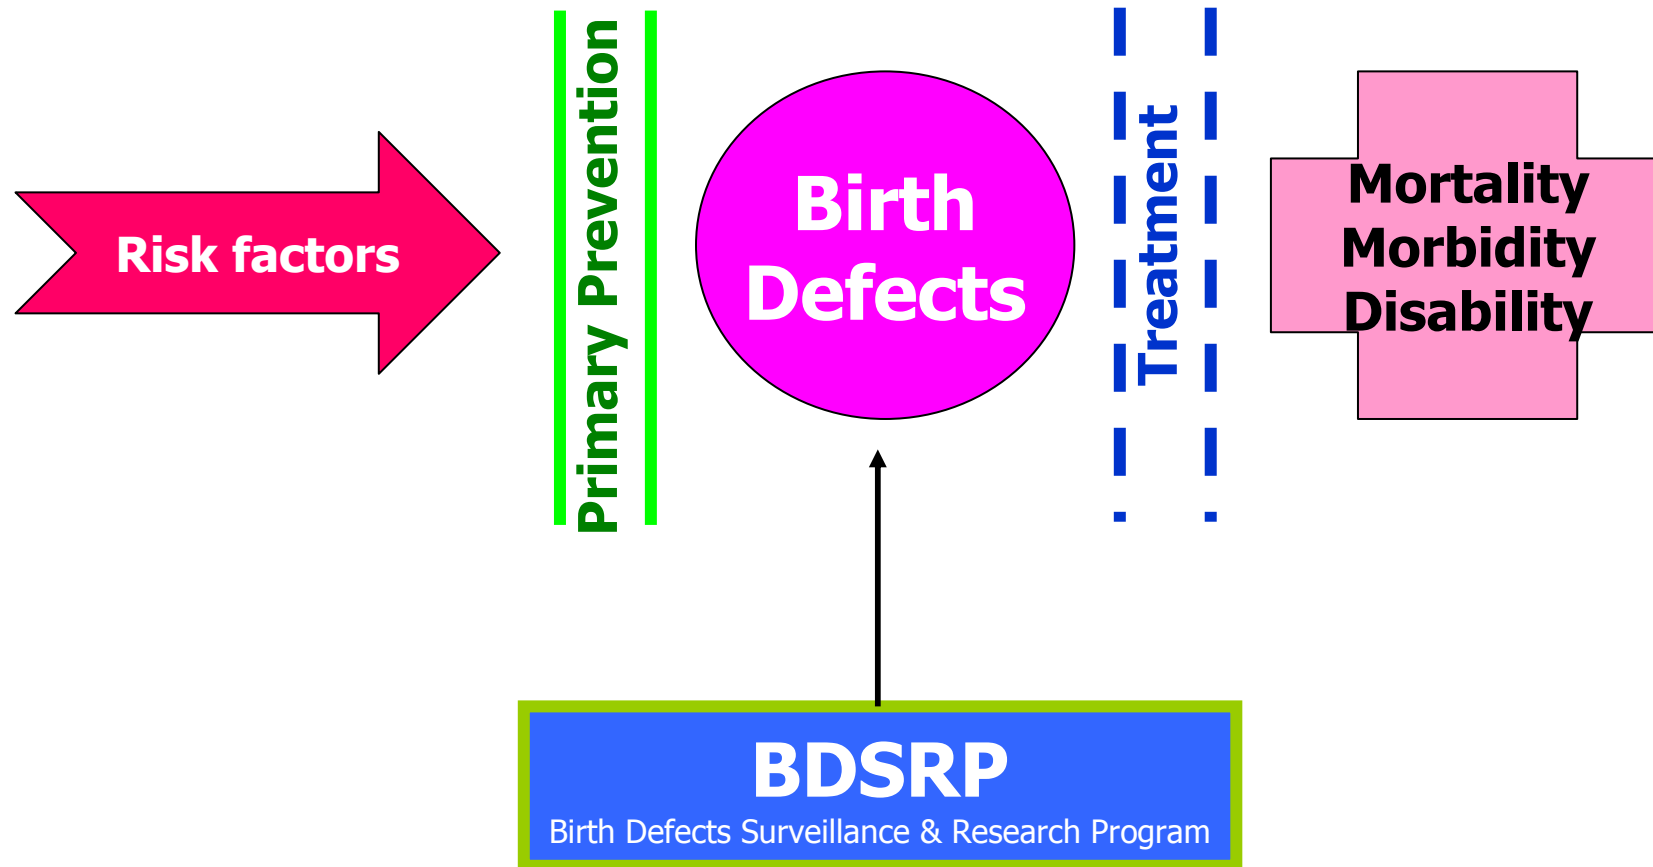 Risk factors
Primary Prevention
Birth
Defects
Treatment
Mortality
Morbidity
Disability
BDSRP
Birth Defects Surveillance & Research Program